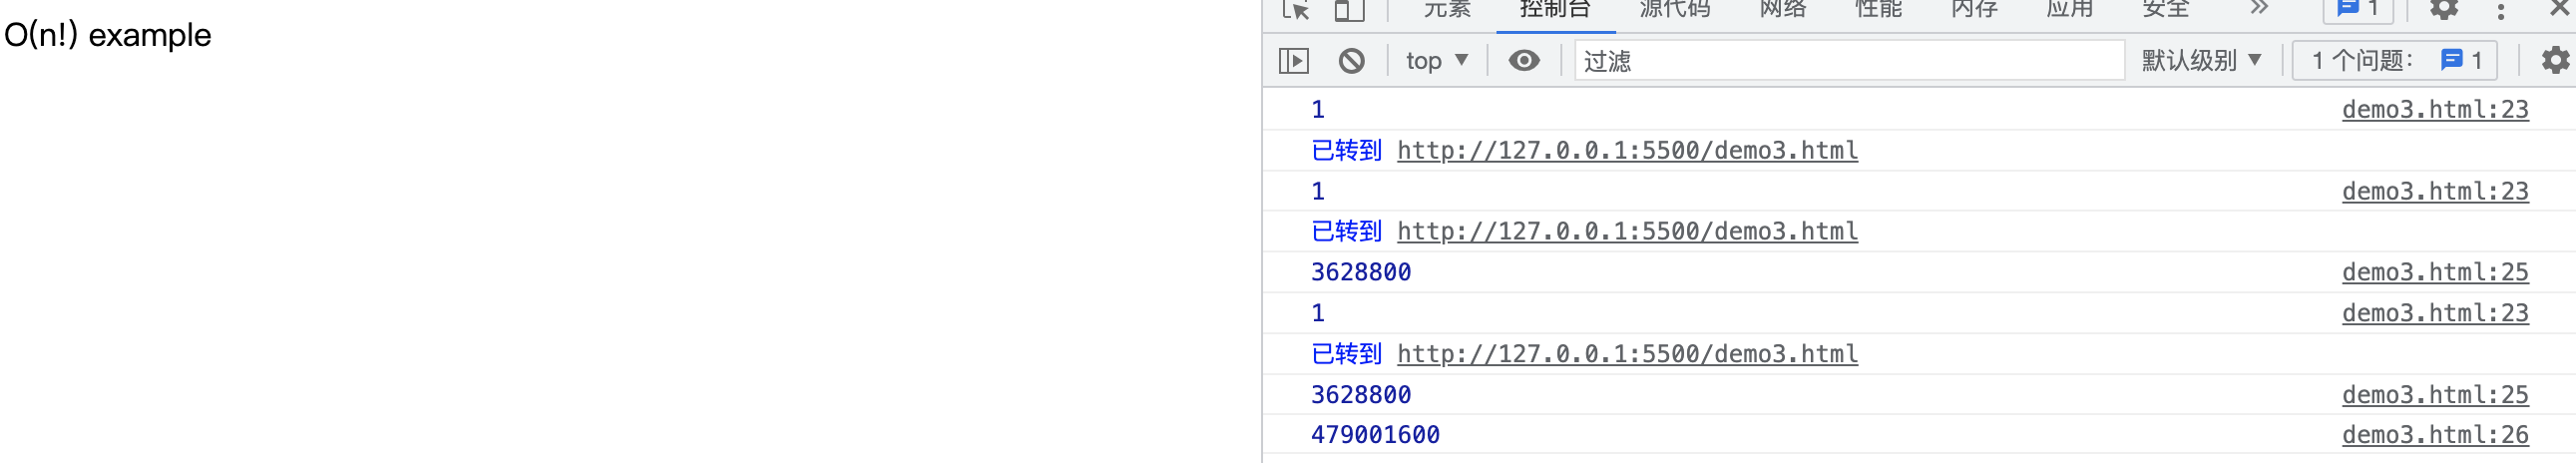 O(n!) example
元素 控制台 源代码 网络 性能 内存 应用 安全 » 1
top ▼ 过滤 默认级别 ▼ 1 个问题: 1
1 demo3.html:23
已转到 http://127.0.0.1:5500/demo3.html
1 demo3.html:23
已转到 http://127.0.0.1:5500/demo3.html
3628800 demo3.html:25
1 demo3.html:23
已转到 http://127.0.0.1:5500/demo3.html
3628800 demo3.html:25
479001600 demo3.html:26